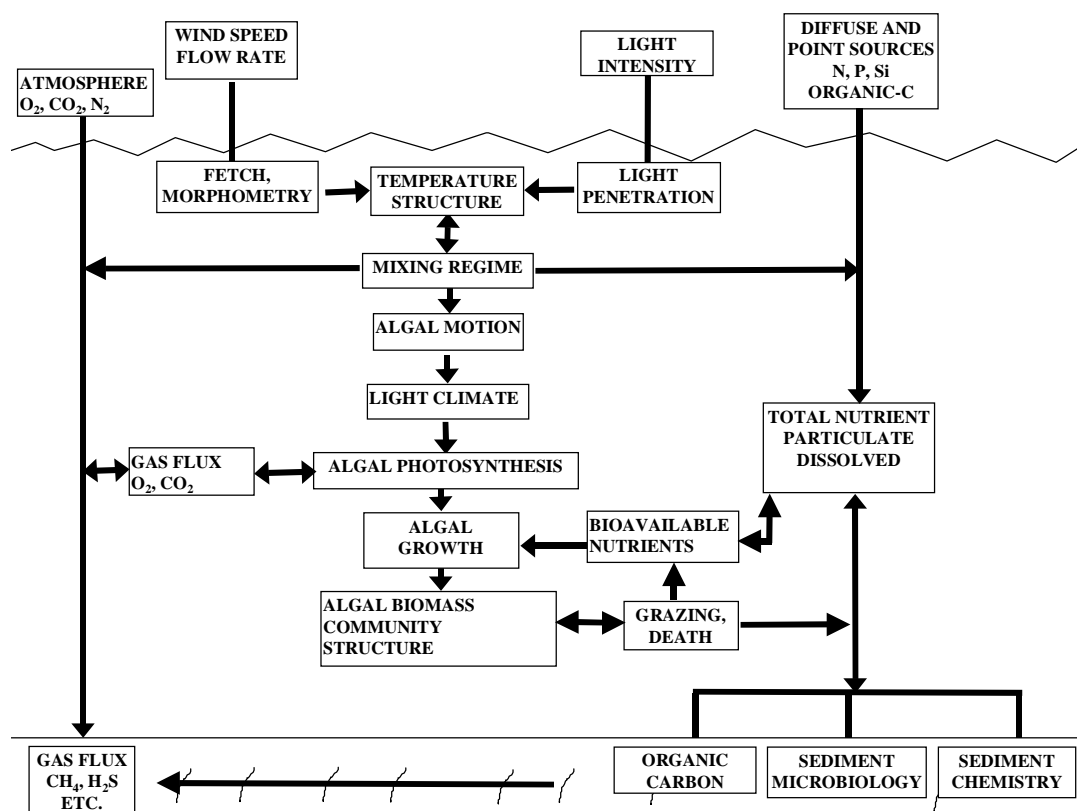 WIND SPEED
FLOW RATE
LIGHT
INTENSITY
DIFFUSE AND
POINT SOURCES
N, P, Si
ORGANIC-C
ATMOSPHERE
O₂, CO₂, N₂
FETCH,
MORPHOMETRY
TEMPERATURE
STRUCTURE
LIGHT
PENETRATION
MIXING REGIME
ALGAL MOTION
LIGHT CLIMATE
TOTAL NUTRIENT
PARTICULATE
DISSOLVED
GAS FLUX
O₂, CO₂
ALGAL PHOTOSYNTHESIS
ALGAL
GROWTH
BIOAVAILABLE
NUTRIENTS
ALGAL BIOMASS
COMMUNITY
STRUCTURE
GRAZING,
DEATH
GAS FLUX
CH₄, H₂S
ETC.
ORGANIC
CARBON
SEDIMENT
MICROBIOLOGY
SEDIMENT
CHEMISTRY